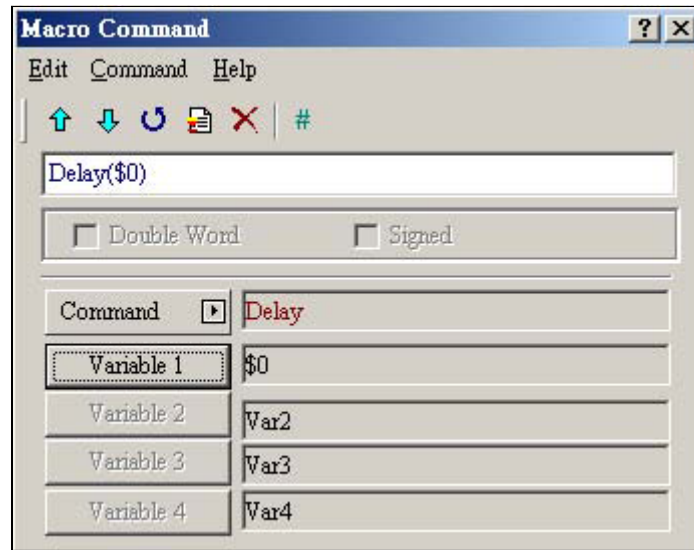 Macro Command
Edit Command Help
#
Delay($0)
Double Word Signed
Command Delay
Variable 1 $0
Variable 2 Var2
Variable 3 Var3
Variable 4 Var4